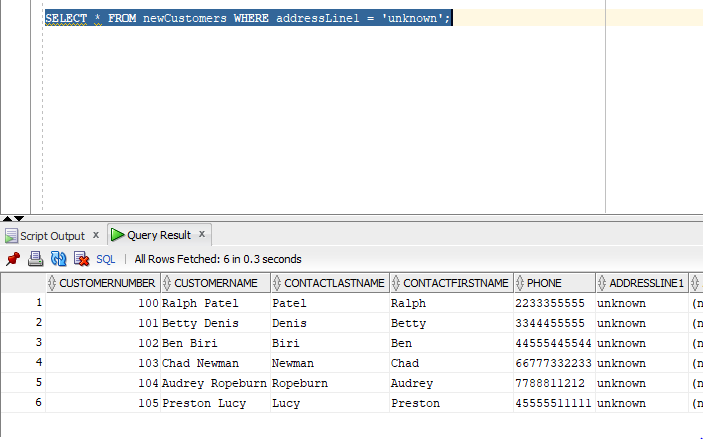 SELECT * FROM newCustomers WHERE addressLine1 = 'unknown';
Script Output x Query Result x
SQL | All Rows Fetched: 6 in 0.3 seconds
CUSTOMERNUMBER CUSTOMERNAME CONTACTLASTNAME CONTACTFIRSTNAME PHONE ADDRESSLINE1
1 100 Ralph Patel Patel Ralph 2233355555 unknown (n
2 101 Betty Denis Denis Betty 3344455555 unknown (n
3 102 Ben Biri Biri Ben 44555445544 unknown (n
4 103 Chad Newman Newman Chad 66777332233 unknown (n
5 104 Audrey Ropeburn Ropeburn Audrey 7788811212 unknown (n
6 105 Preston Lucy Lucy Preston 45555511111 unknown (n